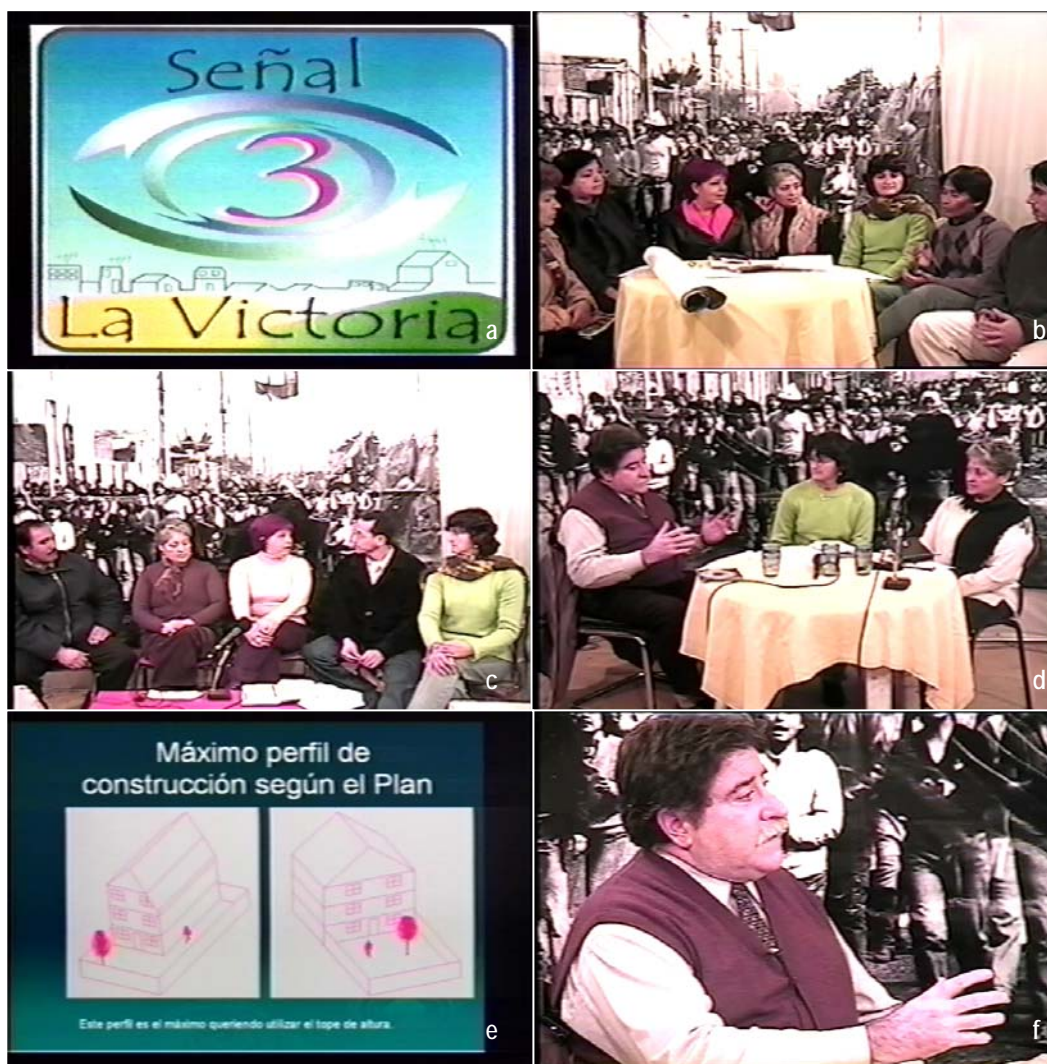 Señal
3
La Victoria
a
b
c
d
Máximo perfil de
construcción según el Plan
Este perfil es el máximo queriendo utilizar el tope de altura.
e
f